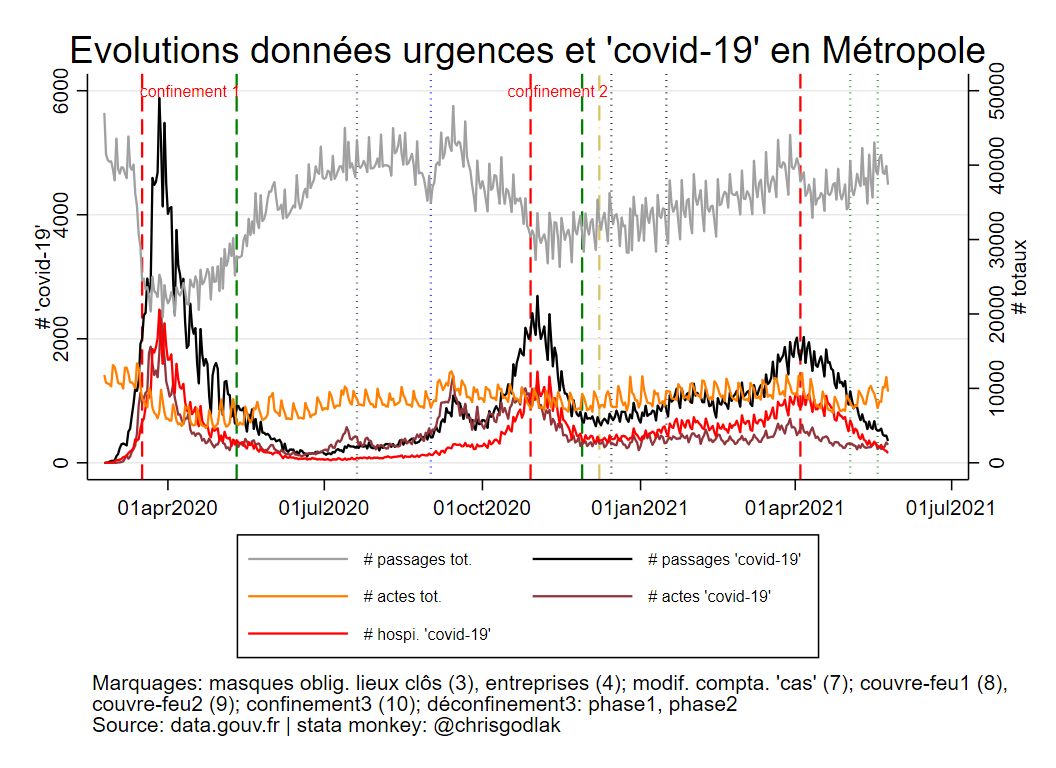 Evolutions données urgences et 'covid-19' en Métropole
confinement 1
confinement 2
# 'covid-19'
0
2000
4000
6000
# totaux
0
10000
20000
30000
40000
50000
01apr2020
01jul2020
01oct2020
01jan2021
01apr2021
01jul2021
# passages tot.
# passages 'covid-19'
# actes tot.
# actes 'covid-19'
# hospi. 'covid-19'
Marquages: masques oblig. lieux clôs (3), entreprises (4); modif. compta. 'cas' (7); couvre-feu1 (8),
couvre-feu2 (9); confinement3 (10); déconfinement3: phase1, phase2
Source: data.gouv.fr | stata monkey: @chrisgodlak